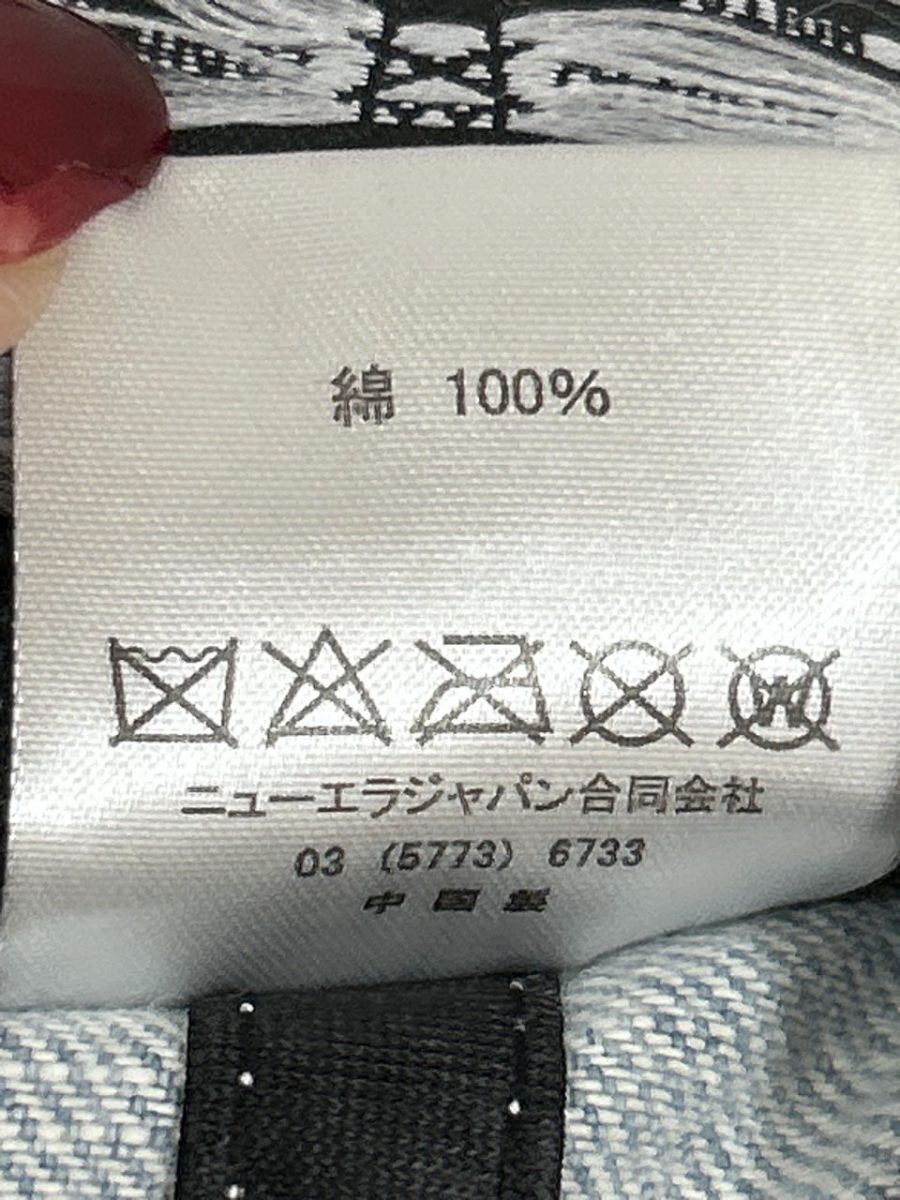 綿 100%
W
ニューエラジャパン合同会社
03 (5773) 6733
中国製